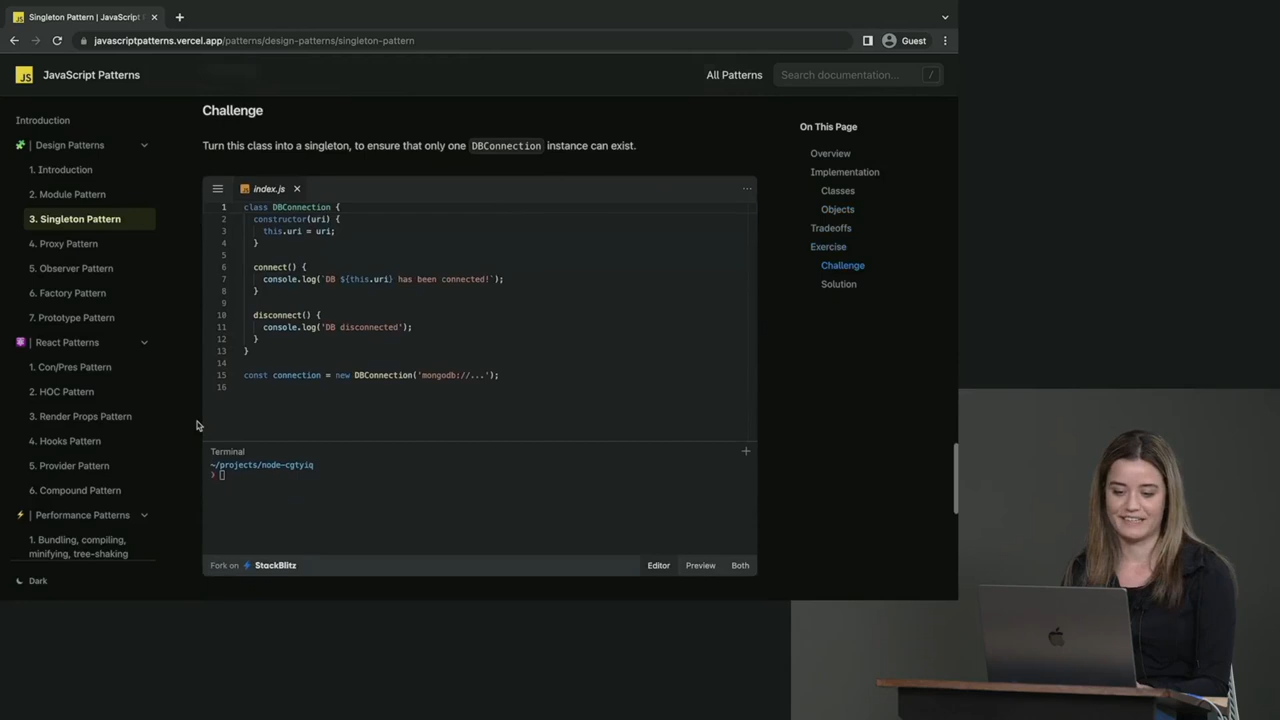 Singleton Pattern | JavaScript
javascriptpatterns.vercel.app/patterns/design-patterns/singleton-pattern
Guest
JS
JavaScript Patterns
All Patterns
Search documentation...
/
Introduction
Design Patterns
1. Introduction
2. Module Pattern
3. Singleton Pattern
4. Proxy Pattern
5. Observer Pattern
6. Factory Pattern
7. Prototype Pattern
React Patterns
1. Con/Pres Pattern
2. HOC Pattern
3. Render Props Pattern
4. Hooks Pattern
5. Provider Pattern
6. Compound Pattern
Performance Patterns
1. Bundling, compiling,
minifying, tree-shaking
Dark
Challenge
Turn this class into a singleton, to ensure that only one DBConnection instance can exist.
index.js
1 class DBConnection {
2 constructor(uri) {
3 this.uri = uri;
4 }
5
6 connect() {
7 console.log(`DB ${this.uri} has been connected!`);
8 }
9
10 disconnect() {
11 console.log('DB disconnected');
12 }
13 }
14
15 const connection = new DBConnection('mongodb://...');
16
Terminal
~/projects/node-cgtyiq
❯
Fork on StackBlitz
Editor
Preview
Both
On This Page
Overview
Implementation
Classes
Objects
Tradeoffs
Exercise
Challenge
Solution